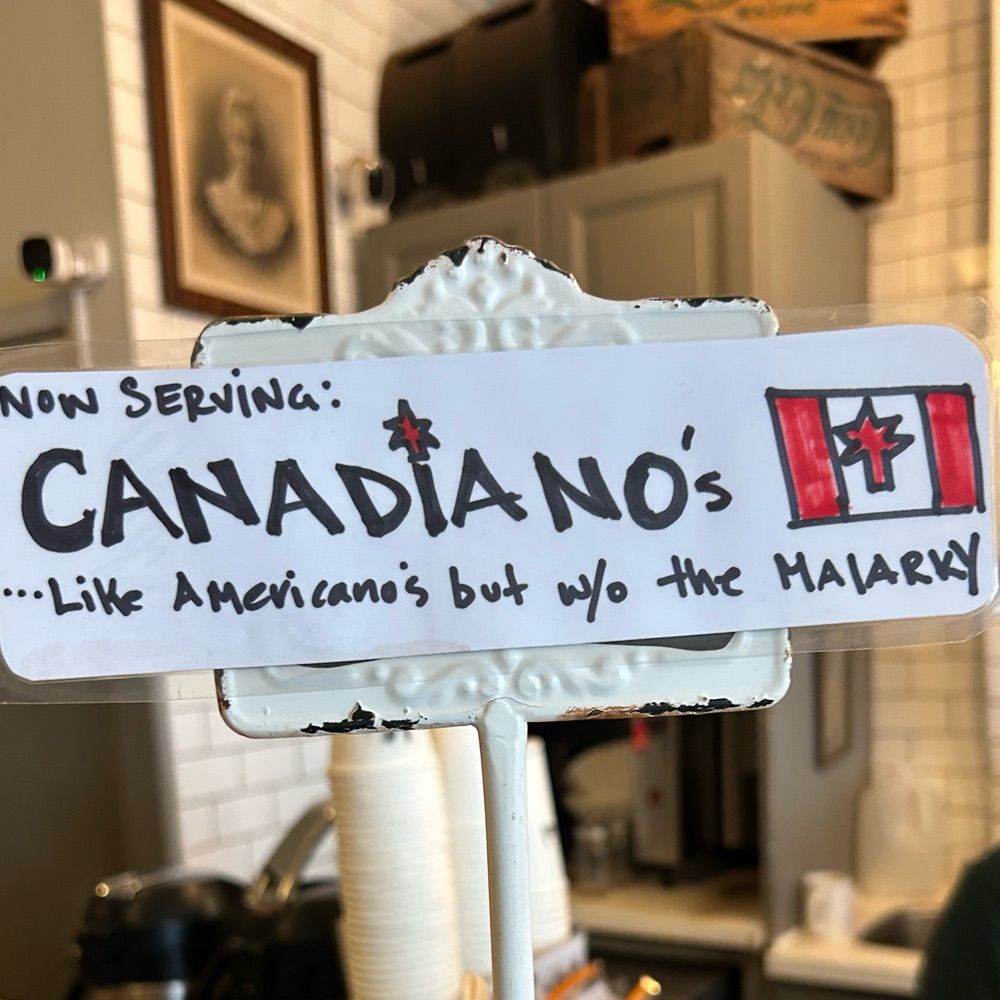 NOW SERVING:
CANADiANO's
...Like Americano's but w/o the MALARKY